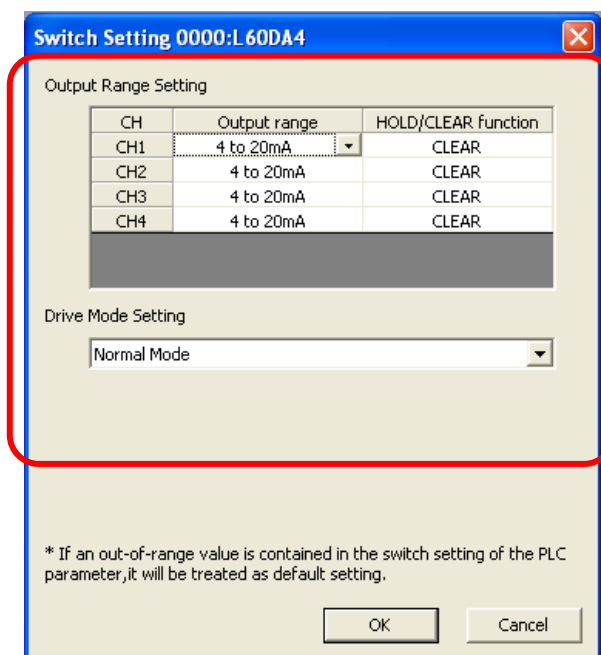 Switch Setting 0000:L60DA4
Output Range Setting
CH Output range HOLD/CLEAR function
CH1 4 to 20mA CLEAR
CH2 4 to 20mA CLEAR
CH3 4 to 20mA CLEAR
CH4 4 to 20mA CLEAR
Drive Mode Setting
Normal Mode
* If an out-of-range value is contained in the switch setting of the PLC
parameter,it will be treated as default setting.
OK Cancel